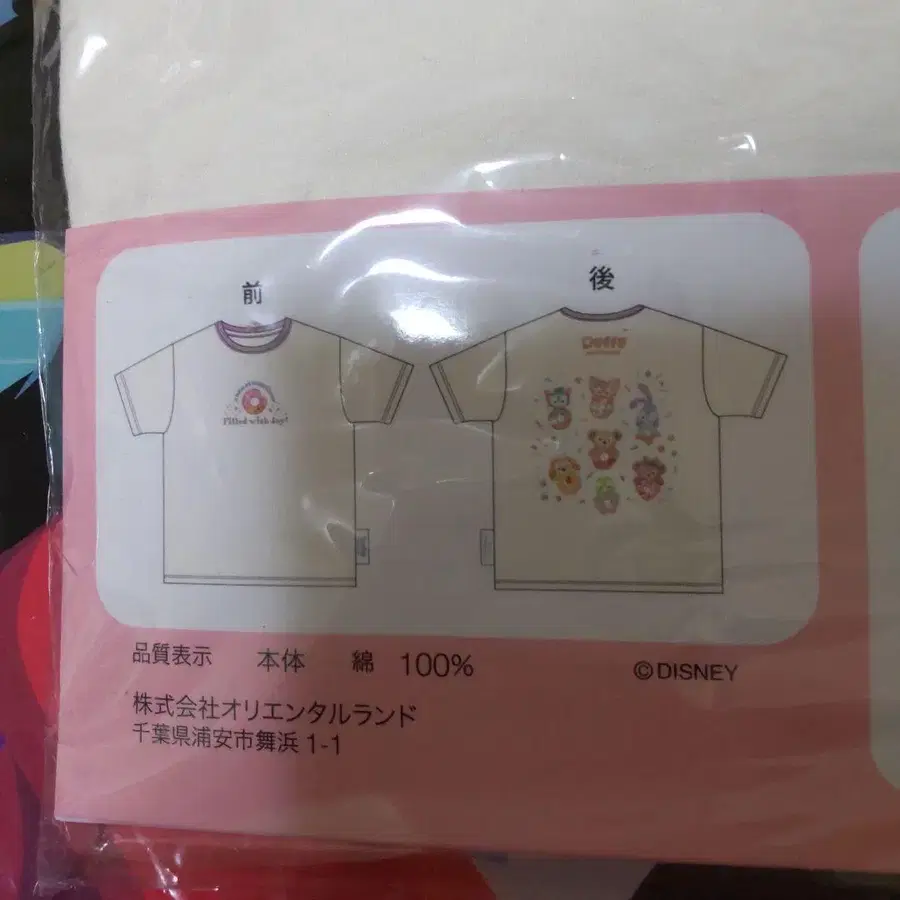 前
後
Filled with Joy!
Duffy
品質表示 本体 綿 100%
©DISNEY
株式会社オリエンタルランド
千葉県浦安市舞浜 1-1